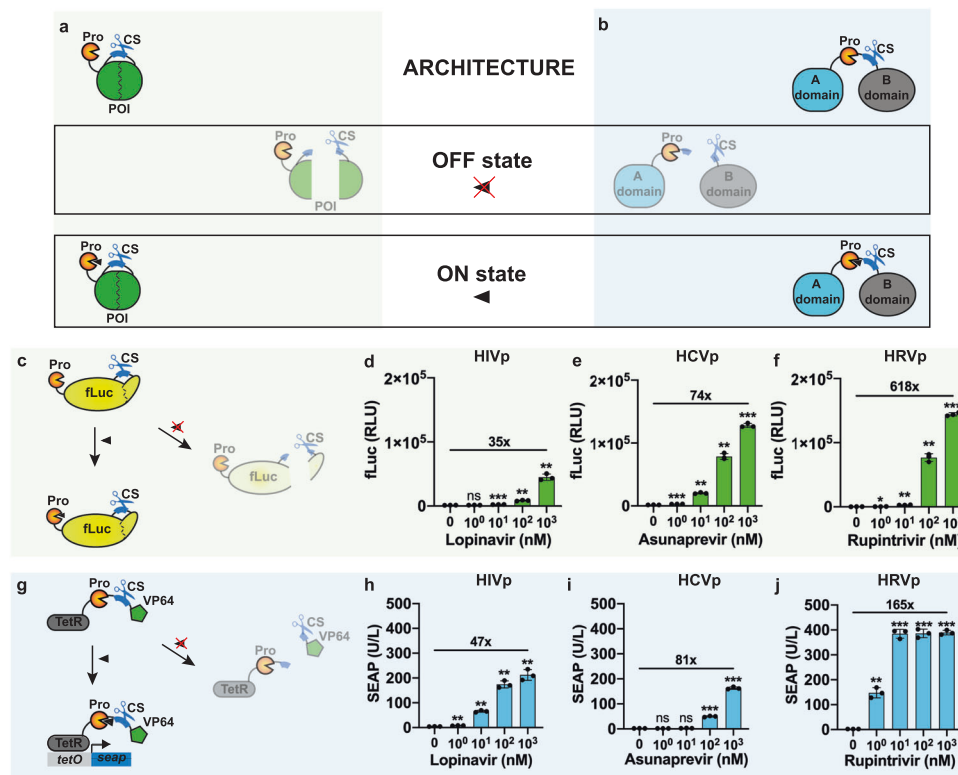 a
b
Pro
CS
POI
ARCHITECTURE
Pro
CS
A
domain
B
domain
Pro
CS
POI
OFF state
Pro
CS
A
domain
B
domain
Pro
CS
POI
ON state
Pro
CS
A
domain
B
domain
c
Pro
CS
fLuc
Pro
CS
fLuc
Pro
CS
fLuc
d
HIVp
fLuc (RLU)
2×10⁵
1×10⁵
0
35x
ns
***
**
**
0 10⁰ 10¹ 10² 10³
Lopinavir (nM)
e
HCVp
fLuc (RLU)
2×10⁵
1×10⁵
0
74x
***
**
**
***
0 10⁰ 10¹ 10² 10³
Asunaprevir (nM)
f
HRVp
fLuc (RLU)
2×10⁵
1×10⁵
0
618x
*
**
**
***
0 10⁰ 10¹ 10²
Rupintrivir (nM)
g
Pro
CS
VP64
TetR
CS
VP64
Pro
TetR
Pro
CS
VP64
TetR
tetO
seap
h
HIVp
SEAP (U/L)
500
400
300
200
100
0
47x
**
**
**
**
0 10⁰ 10¹ 10² 10³
Lopinavir (nM)
i
HCVp
SEAP (U/L)
500
400
300
200
100
0
81x
ns
ns
***
***
0 10⁰ 10¹ 10² 10³
Asunaprevir (nM)
j
HRVp
SEAP (U/L)
500
400
300
200
100
0
165x
**
***
***
***
0 10⁰ 10¹ 10² 10³
Rupintrivir (nM)